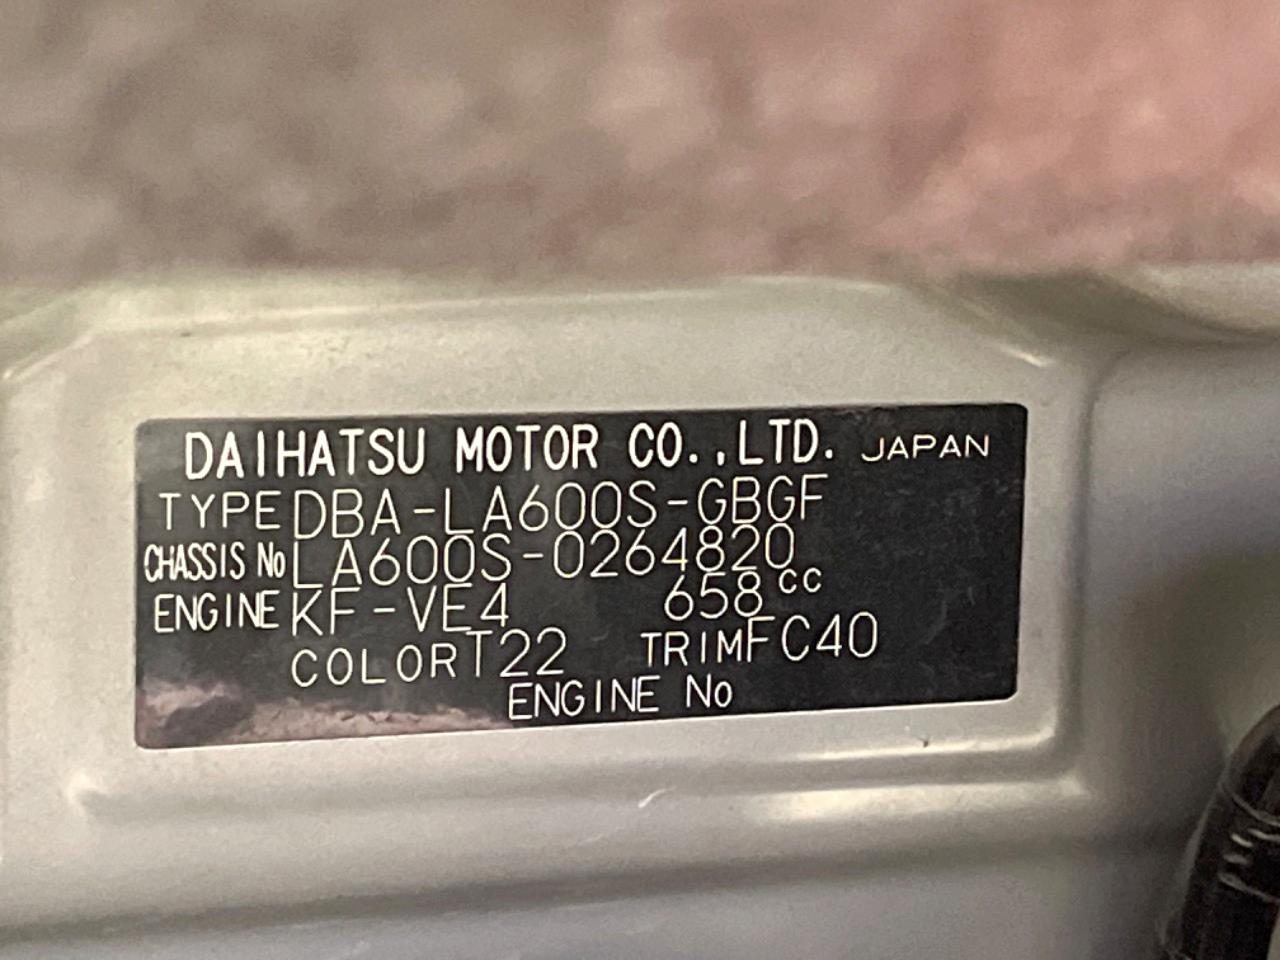 DAIHATSU MOTOR CO.,LTD. JAPAN
TYPE DBA-LA600S-GBGF
CHASSIS No LA600S-0264820
ENGINE KF-VE4 658cc
COLOR T22 TRIM FC40
ENGINE No